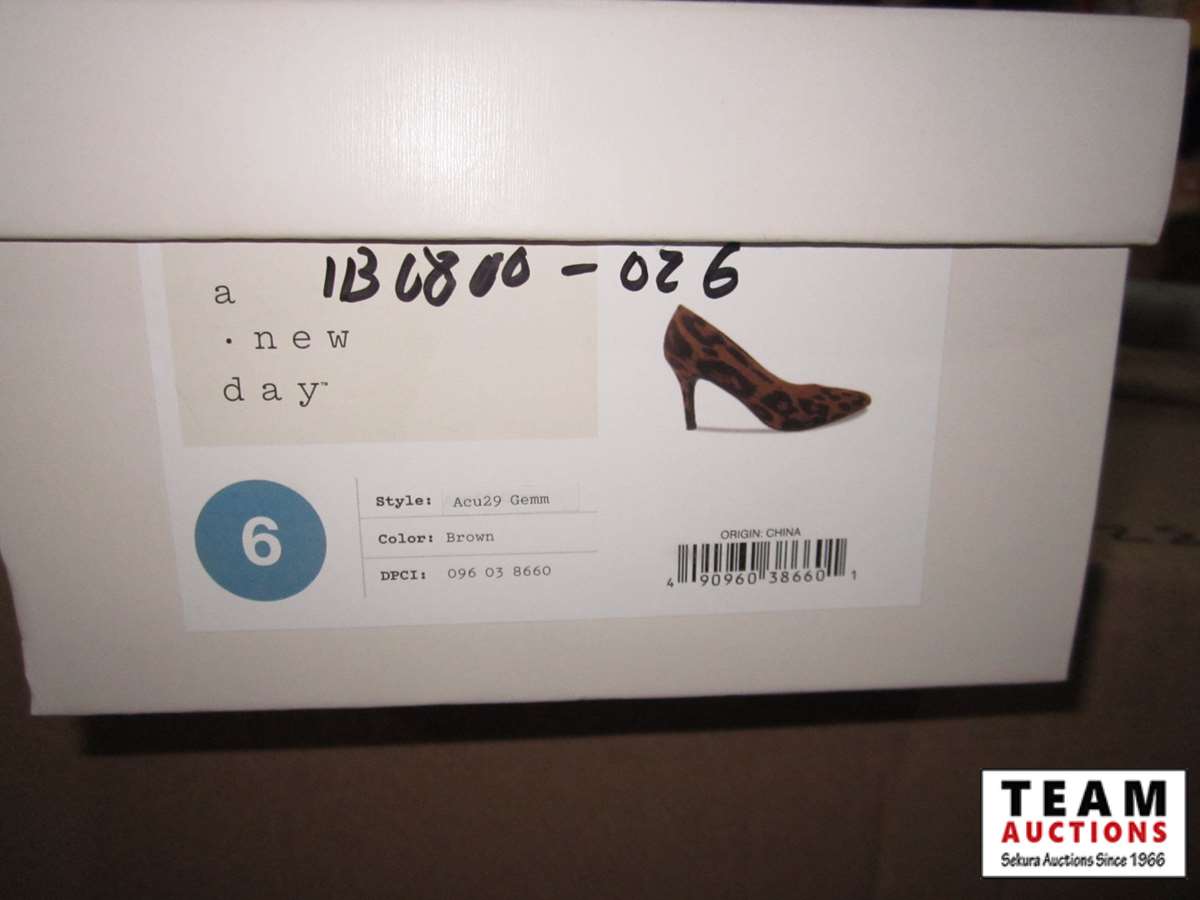 1B0800-026
a
· new
day™
6
Style: Acu29 Gemm
Color: Brown
DPCI: 096 03 8660
ORIGIN: CHINA
4 90960 38660 1
TEAM
AUCTIONS
Sekura Auctions Since 1966